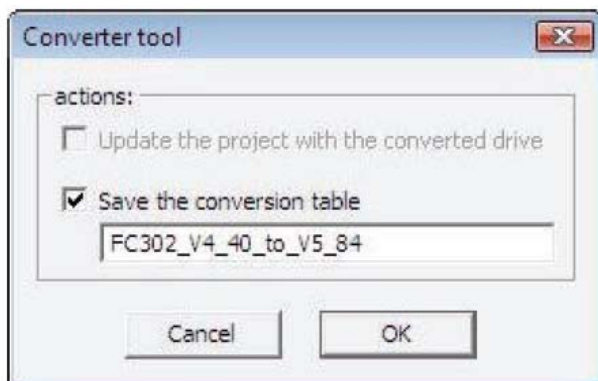 Converter tool
actions:
Update the project with the converted drive
Save the conversion table
FC302_V4_40_to_V5_84
Cancel
OK